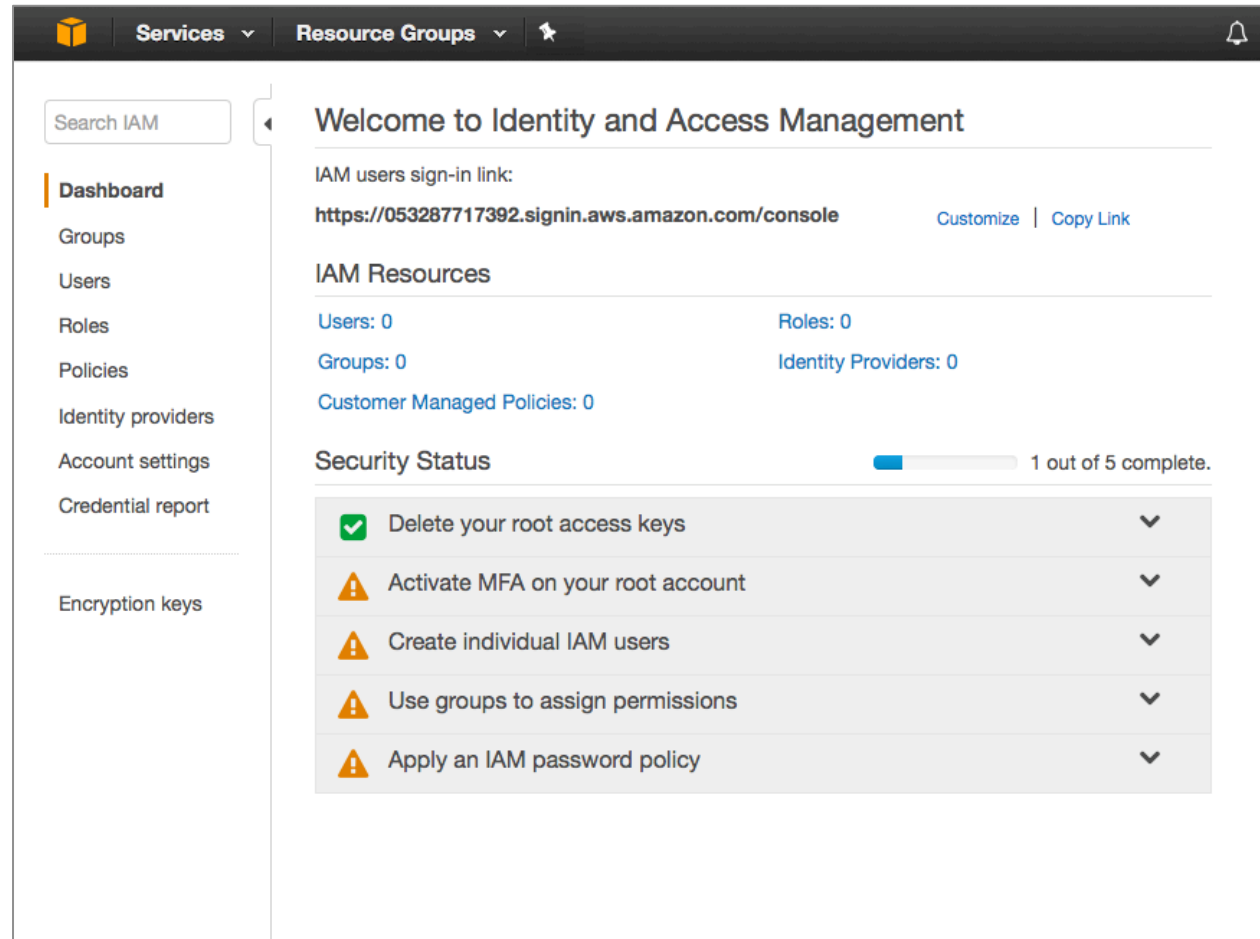 Services Resource Groups
Search IAM
Dashboard
Groups
Users
Roles
Policies
Identity providers
Account settings
Credential report
Encryption keys
Welcome to Identity and Access Management
IAM users sign-in link:
https://053287717392.signin.aws.amazon.com/console Customize | Copy Link
IAM Resources
Users: 0 Roles: 0
Groups: 0 Identity Providers: 0
Customer Managed Policies: 0
Security Status 1 out of 5 complete.
Delete your root access keys
Activate MFA on your root account
Create individual IAM users
Use groups to assign permissions
Apply an IAM password policy